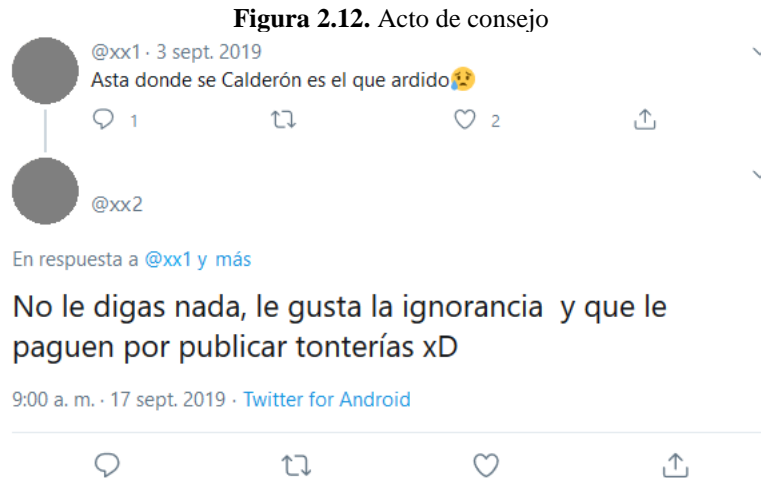 Figura 2.12. Acto de consejo
@xx1 · 3 sept. 2019
Asta donde se Calderón es el que ardido😥
1 2
@xx2
En respuesta a @xx1 y más
No le digas nada, le gusta la ignorancia y que le
paguen por publicar tonterías xD
9:00 a. m. · 17 sept. 2019 · Twitter for Android